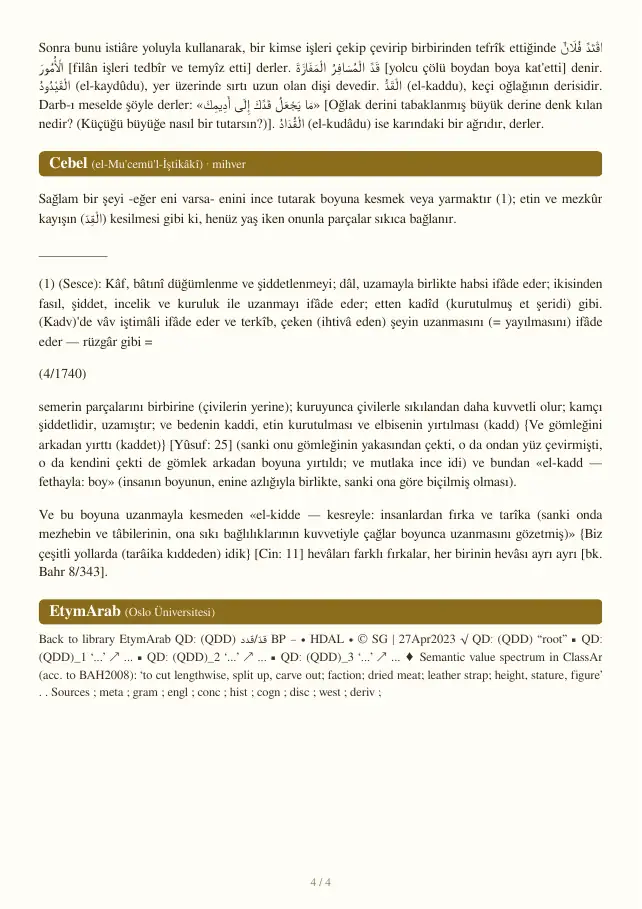 Sonra bunu istiâre yoluyla kullanarak, bir kimse işleri çekip çevirip birbirinden tefrîk ettiğinde اقْتَدَّ فُلَانٌ
الْأُمُورَ [filân işleri tedbîr ve temyîz etti] derler. قَدَّ الْمُسَافِرُ الْمَفَازَةَ [yolcu çölü boydan boya kat'etti] denir.
الْقَيْدُودُ (el-kaydûdu), yer üzerinde sırtı uzun olan dişi devedir. الْقَدُّ (el-kaddu), keçi oğlağının derisidir.
Darb-ı meselde şöyle derler: «مَا يَجْعَلُ قَدَّكَ إِلَى أَدِيمِكَ» [Oğlak derini tabaklanmış büyük derine denk kılan
nedir? (Küçüğü büyüğe nasıl bir tutarsın?)]. الْقُدَادُ (el-kudâdu) ise karındaki bir ağrıdır, derler.
Cebel (el-Mu'cemü'l-İştikâkî) · mihver
Sağlam bir şeyi -eğer eni varsa- enini ince tutarak boyuna kesmek veya yarmaktır (1); etin ve mezkûr
kayışın (الْقِدّ) kesilmesi gibi ki, henüz yaş iken onunla parçalar sıkıca bağlanır.
(1) (Sesce): Kâf, bâtınî düğümlenme ve şiddetlenmeyi; dâl, uzamayla birlikte habsi ifâde eder; ikisinden
fasıl, şiddet, incelik ve kuruluk ile uzanmayı ifâde eder; etten kadîd (kurutulmuş et şeridi) gibi.
(Kadv)'de vâv iştimâli ifâde eder ve terkîb, çeken (ihtivâ eden) şeyin uzanmasını (= yayılmasını) ifâde
eder — rüzgâr gibi =
(4/1740)
semerin parçalarını birbirine (çivilerin yerine); kuruyunca çivilerle sıkılandan daha kuvvetli olur; kamçı
şiddetlidir, uzamıştır; ve bedenin kaddi, etin kurutulması ve elbisenin yırtılması (kadd) {Ve gömleğini
arkadan yırttı (kaddet)} [Yûsuf: 25] (sanki onu gömleğinin yakasından çekti, o da ondan yüz çevirmişti,
o da kendini çekti de gömlek arkadan boyuna yırtıldı; ve mutlaka ince idi) ve bundan «el-kadd —
fethayla: boy» (insanın boyunun, enine azlığıyla birlikte, sanki ona göre biçilmiş olması).
Ve bu boyuna uzanmayla kesmeden «el-kidde — kesreyle: insanlardan fırka ve tarîka (sanki onda
mezhebin ve tâbilerinin, ona sıkı bağlılıklarının kuvvetiyle çağlar boyunca uzanmasını gözetmiş)» {Biz
çeşitli yollarda (tarâika kıddeden) idik} [Cin: 11] hevâları farklı fırkalar, her birinin hevâsı ayrı ayrı [bk.
Bahr 8/343].
EtymArab (Oslo Üniversitesi)
Back to library EtymArab QD: (QDD) قدّ/قدد BP – • HDAL • © SG | 27Apr2023 √ QD: (QDD) “root” ▪ QD:
(QDD)_1 ‘...’ ↗ ... ▪ QD: (QDD)_2 ‘...’ ↗ ... ▪ QD: (QDD)_3 ‘...’ ↗ ... ♦ Semantic value spectrum in ClassAr
(acc. to BAH2008): ‘to cut lengthwise, split up, carve out; faction; dried meat; leather strap; height, stature, figure’
. . Sources ; meta ; gram ; engl ; conc ; hist ; cogn ; disc ; west ; deriv ;
4 / 4